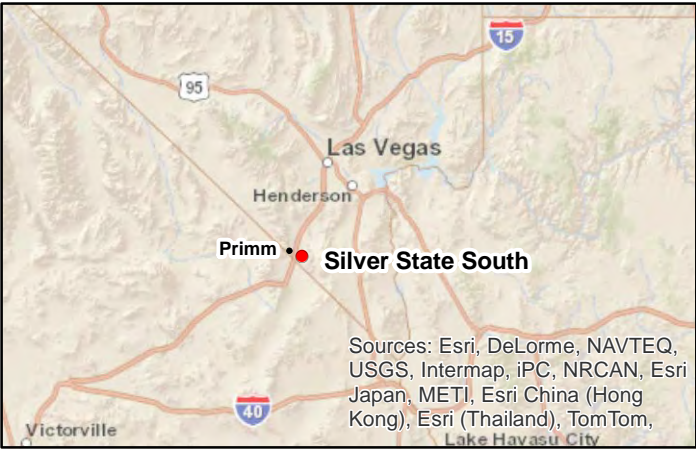 15
95
Las Vegas
Henderson
Primm
Silver State South
Sources: Esri, DeLorme, NAVTEQ,
USGS, Intermap, iPC, NRCAN, Esri
Japan, METI, Esri China (Hong
Kong), Esri (Thailand), TomTom,
40
Victorville
Lake Havasu City